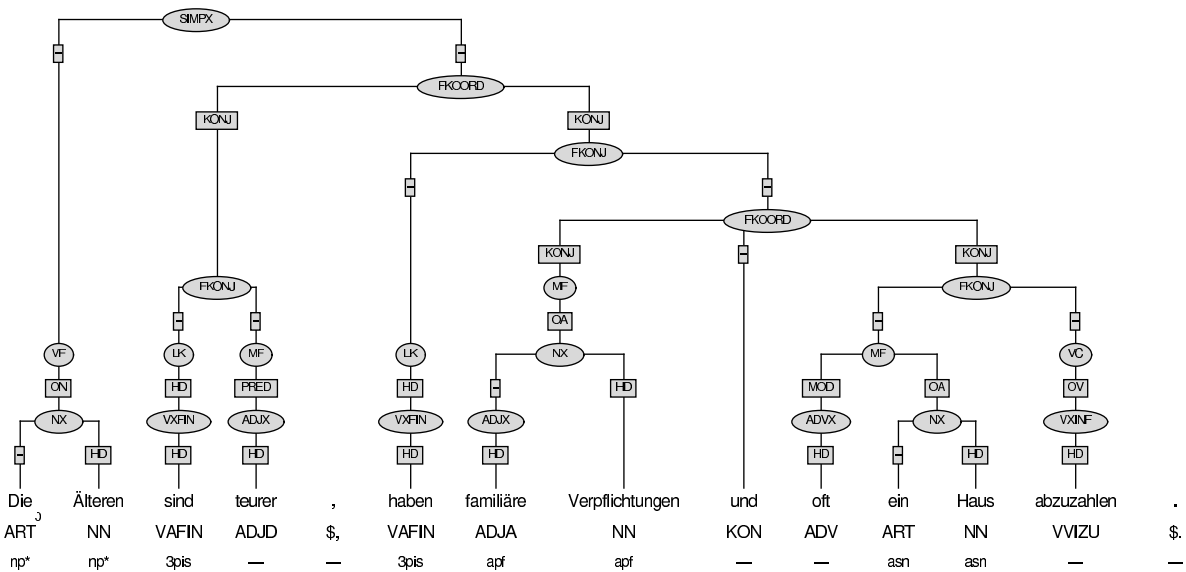 SIMPX
- -
FKOORD
KONJ KONJ
FKONJ
- -
FKOORD
KONJ - KONJ
FKONJ MF FKONJ
- - OA - -
VF LK MF LK NX MF VC
ON HD PRED HD - HD MOD OA OV
NX VXFIN ADJX VXFIN ADJX ADVX NX VXINF
- HD HD HD HD HD HD - HD HD
Die Älteren sind teurer , haben familiäre Verpflichtungen und oft ein Haus abzuzahlen .
ART NN VAFIN ADJD $, VAFIN ADJA NN KON ADV ART NN VVIZU $.
np* np* 3pis — — 3pis apf apf — — asn asn — —